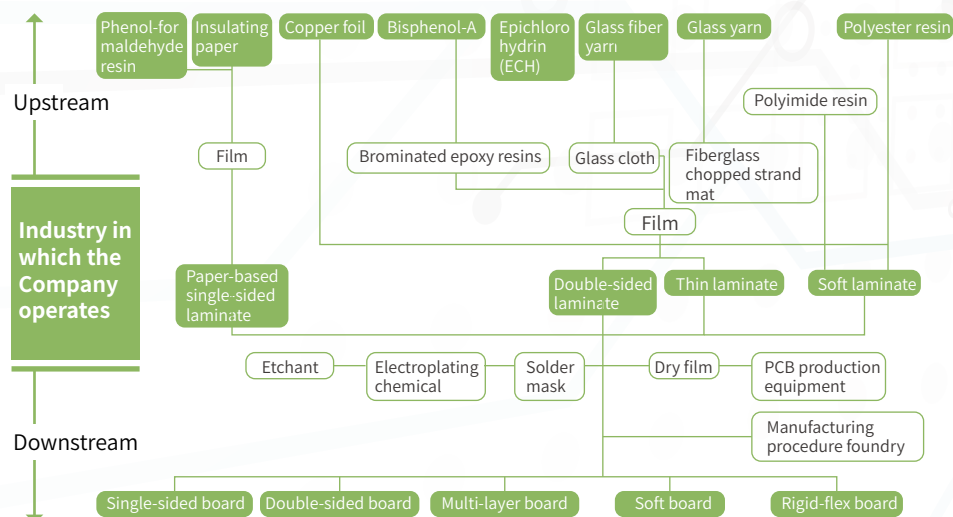 Phenol-for
maldehyde
resin
Insulating
paper
Copper foil
Bisphenol-A
Epichloro
hydrin
(ECH)
Glass fiber
yarn
Glass yarn
Polyester resin
Upstream
Polyimide resin
Film
Brominated epoxy resins
Glass cloth
Fiberglass
chopped strand
mat
Film
Industry in
which the
Company
operates
Paper-based
single-sided
laminate
Double-sided
laminate
Thin laminate
Soft laminate
Etchant
Electroplating
chemical
Solder
mask
Dry film
PCB production
equipment
Manufacturing
procedure foundry
Downstream
Single-sided board
Double-sided board
Multi-layer board
Soft board
Rigid-flex board